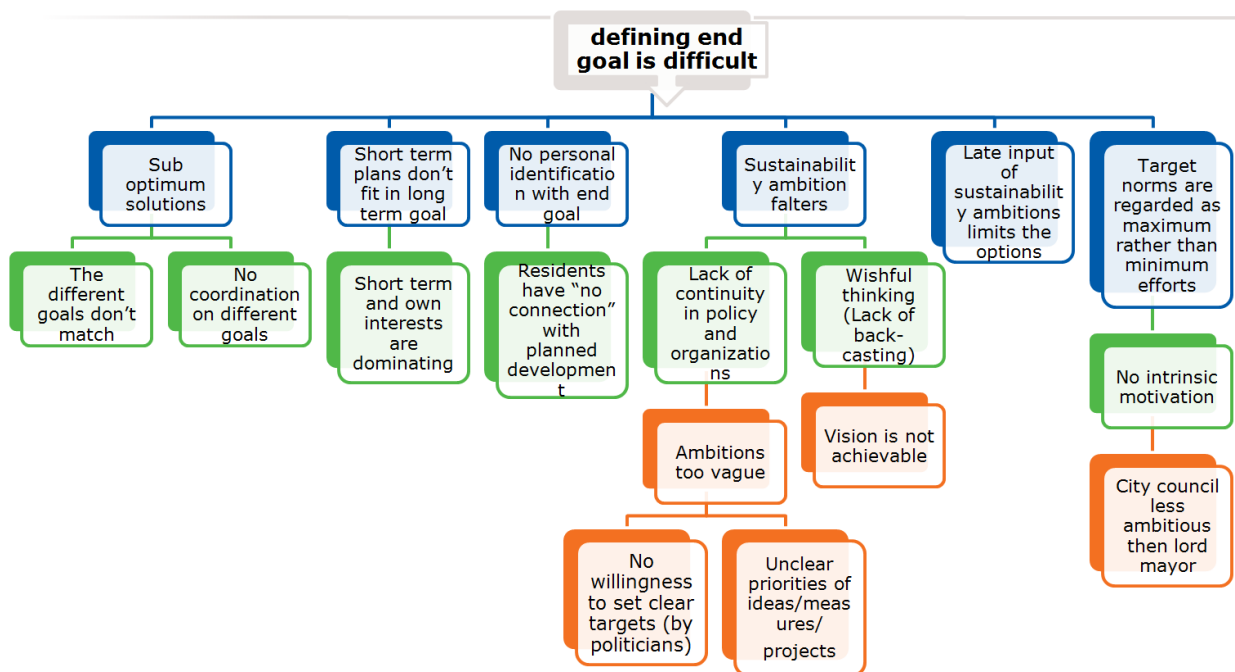 defining end
goal is difficult
Sub
optimum
solutions
Short term
plans don't
fit in long
term goal
No personal
identificatio
n with end
goal
Sustainabilit
y ambition
falters
Late input
of
sustainabilit
y ambitions
limits the
options
Target
norms are
regarded as
maximum
rather than
minimum
efforts
The
different
goals don't
match
No
coordination
on different
goals
Short term
and own
interests
are
dominating
Residents
have “no
connection”
with
planned
developmen
t
Lack of
continuity
in policy
and
organizatio
ns
Wishful
thinking
(Lack of
back-
casting)
No intrinsic
motivation
Ambitions
too vague
Vision is not
achievable
City council
less
ambitious
then lord
mayor
No
willingness
to set clear
targets (by
politicians)
Unclear
priorities of
ideas/meas
ures/
projects